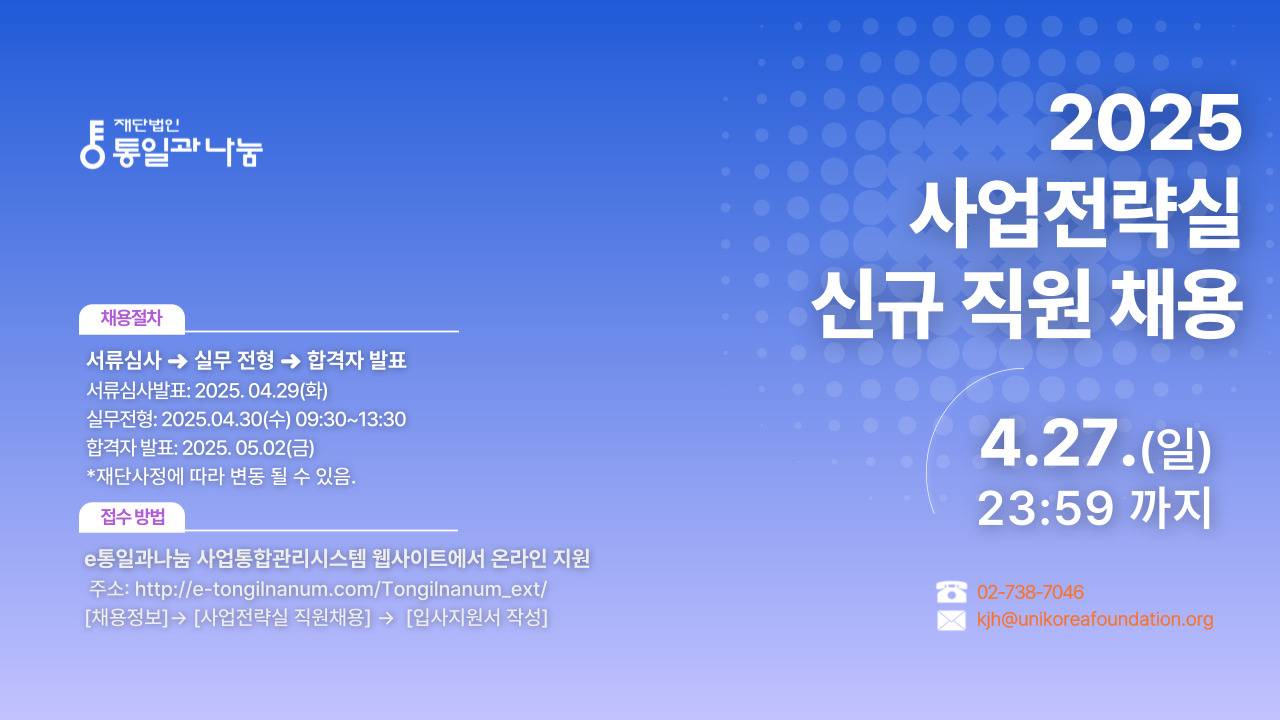 재단법인
통일과나눔
2025
사업전략실
신규 직원 채용
채용절차
서류심사 ➔ 실무 전형 ➔ 합격자 발표
서류심사발표: 2025. 04.29(화)
실무전형: 2025.04.30(수) 09:30~13:30
합격자 발표: 2025. 05.02(금)
*재단사정에 따라 변동 될 수 있음.
접수 방법
e통일과나눔 사업통합관리시스템 웹사이트에서 온라인 지원
주소: http://e-tongilnanum.com/Tongilnanum_ext/
[채용정보]→ [사업전략실 직원채용] → [입사지원서 작성]
4.27.(일)
23:59 까지
02-738-7046
kjh@unikoreafoundation.org